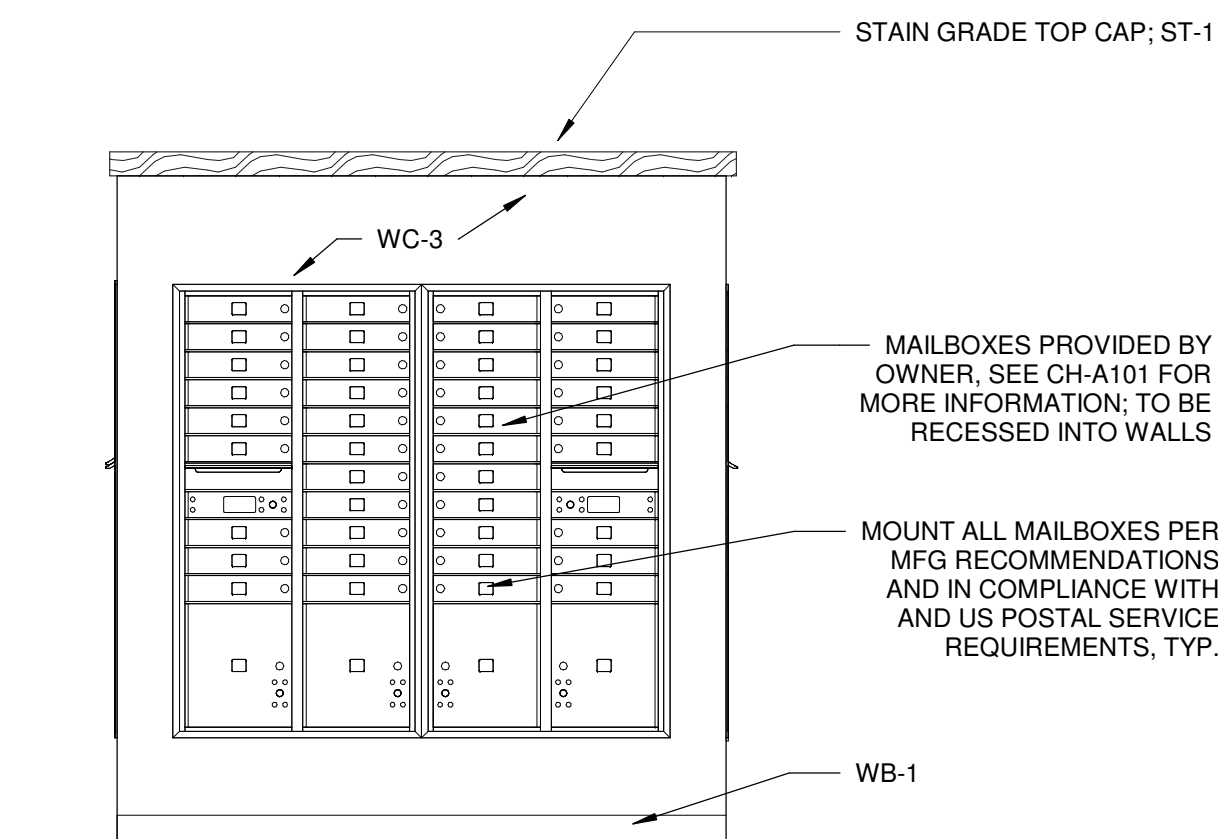 STAIN GRADE TOP CAP; ST-1
WC-3
MAILBOXES PROVIDED BY
OWNER, SEE CH-A101 FOR
MORE INFORMATION; TO BE
RECESSED INTO WALLS
MOUNT ALL MAILBOXES PER
MFG RECOMMENDATIONS
AND IN COMPLIANCE WITH
AND US POSTAL SERVICE
REQUIREMENTS, TYP.
WB-1